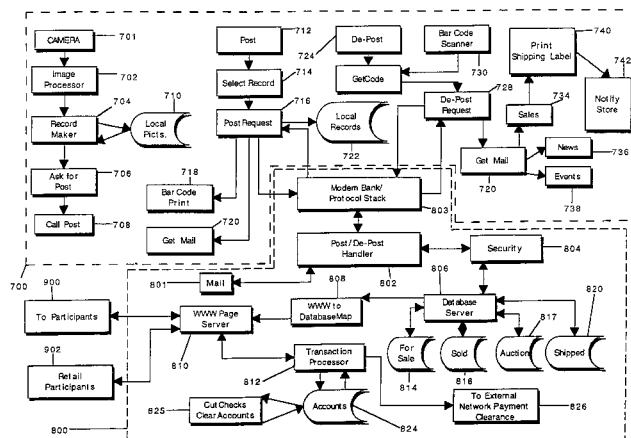 CAMERA
701
Image
Processor
702
Record
Maker
704
Local
Picts.
710
Ask for
Post
706
Call Post
708
Post
712
Select Record
714
Post Request
716
Local
Records
722
Bar Code
Print
718
Get Mail
720
De-Post
724
GetCode
Bar Code
Scanner
730
De-Post
Request
728
Get Mail
720
Sales
734
Print
Shipping Label
740
Notify
Store
742
News
736
Events
738
700
Modem Bank/
Protocol Stack
803
Post/De-Post
Handler
802
Security
804
Mail
801
WWW Page
Server
810
WWW to
DatabaseMap
808
Database
Server
806
For
Sale
814
Sold
816
Auction
817
Shipped
820
900
To Participants
902
Retail
Participants
Transaction
Processor
812
Accounts
824
Cut Checks
Clear Accounts
825
To External
Network Payment
Clearance
826
800